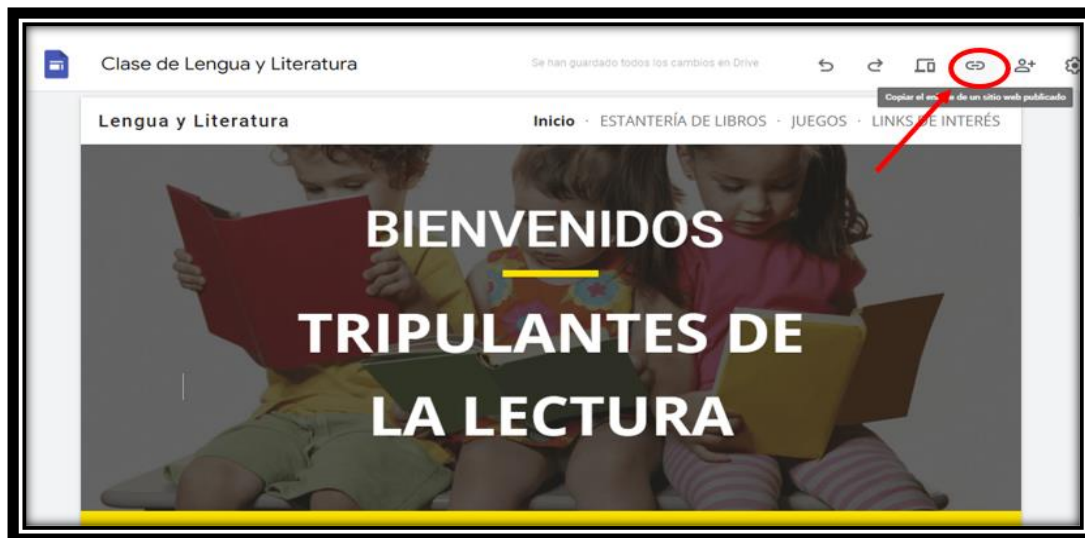 Clase de Lengua y Literatura
Se han guardado todos los cambios en Drive
Copiar el enlace de un sitio web publicado
Lengua y Literatura
Inicio · ESTANTERÍA DE LIBROS · JUEGOS · LINKS DE INTERÉS
BIENVENIDOS
TRIPULANTES DE
LA LECTURA